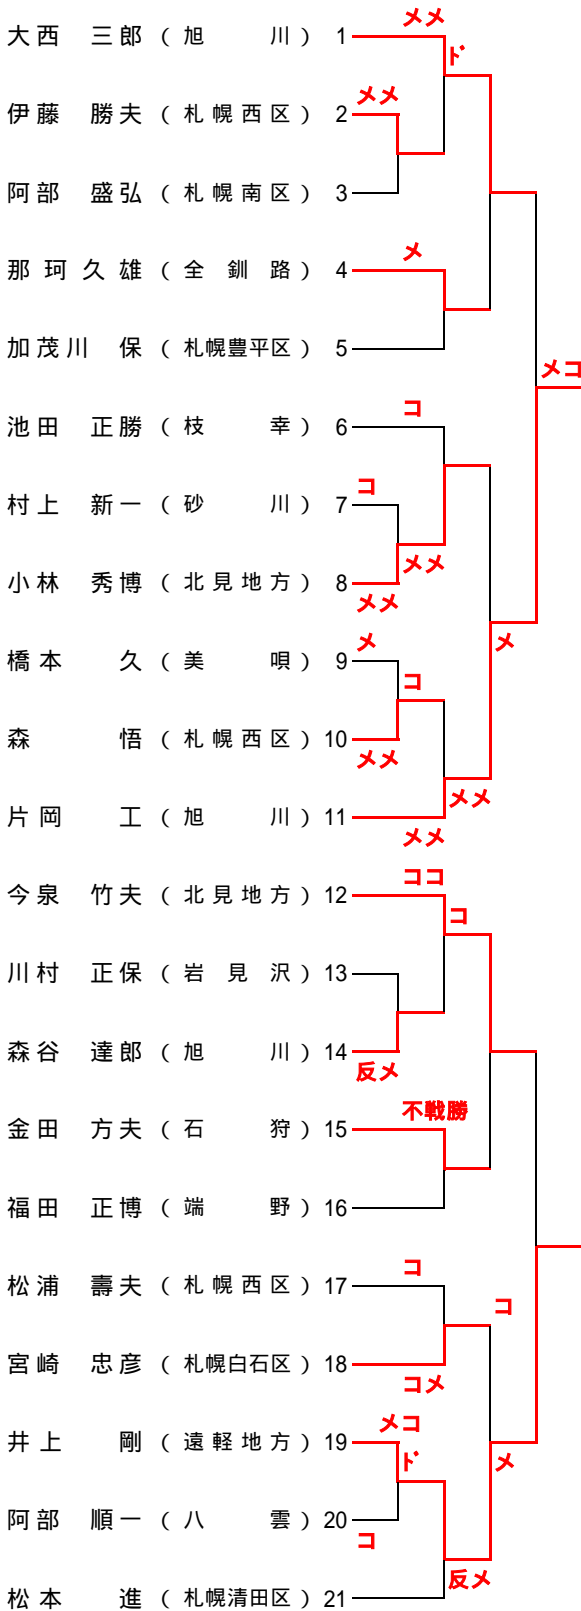 メメ
大西 三郎 ( 旭 川 ) 1
ド
メメ
伊藤 勝夫 ( 札幌西区 ) 2
阿部 盛弘 ( 札幌南区 ) 3
メ
那珂久雄 ( 全釧路 ) 4
加茂川 保 ( 札幌豊平区 ) 5
メコ
コ
池田 正勝 ( 枝 幸 ) 6
コ
村上 新一 ( 砂 川 ) 7
メメ
小林 秀博 ( 北見地方 ) 8
メメ
メ メ
橋本 久 ( 美 唄 ) 9
コ
森 悟 ( 札幌西区 ) 10
メメ
メメ
片岡 工 ( 旭 川 ) 11
メメ
ココ
今泉 竹夫 ( 北見地方 ) 12
コ
川村 正保 ( 岩見沢 ) 13
森谷 達郎 ( 旭 川 ) 14
反メ
不戦勝
金田 方夫 ( 石 狩 ) 15
福田 正博 ( 端 野 ) 16
コ
松浦 壽夫 ( 札幌西区 ) 17
コ
宮崎 忠彦 ( 札幌白石区 ) 18
コメ
メコ
井上 剛 ( 遠軽地方 ) 19
ド メ
阿部 順一 ( 八 雲 ) 20
コ
反メ
松本 進 ( 札幌清田区 ) 21